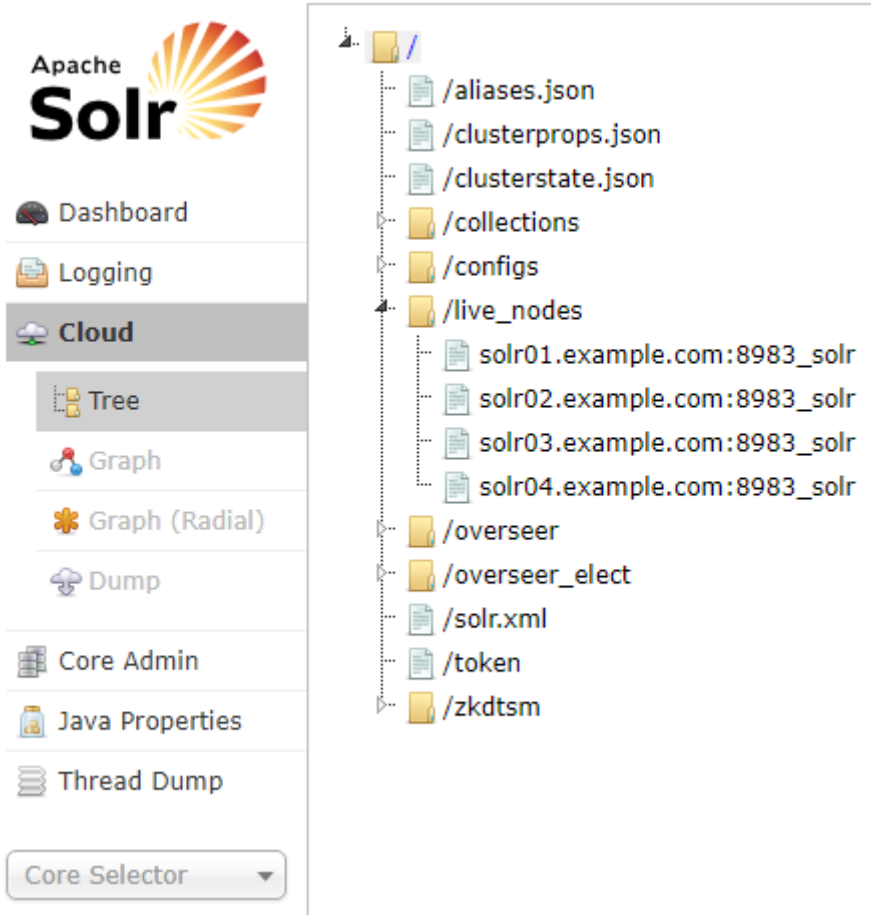 Apache
Solr
Dashboard
Logging
Cloud
Tree
Graph
Graph (Radial)
Dump
Core Admin
Java Properties
Thread Dump
Core Selector
/
/aliases.json
/clusterprops.json
/clusterstate.json
/collections
/configs
/live_nodes
solr01.example.com:8983_solr
solr02.example.com:8983_solr
solr03.example.com:8983_solr
solr04.example.com:8983_solr
/overseer
/overseer_elect
/solr.xml
/token
/zkdtsm